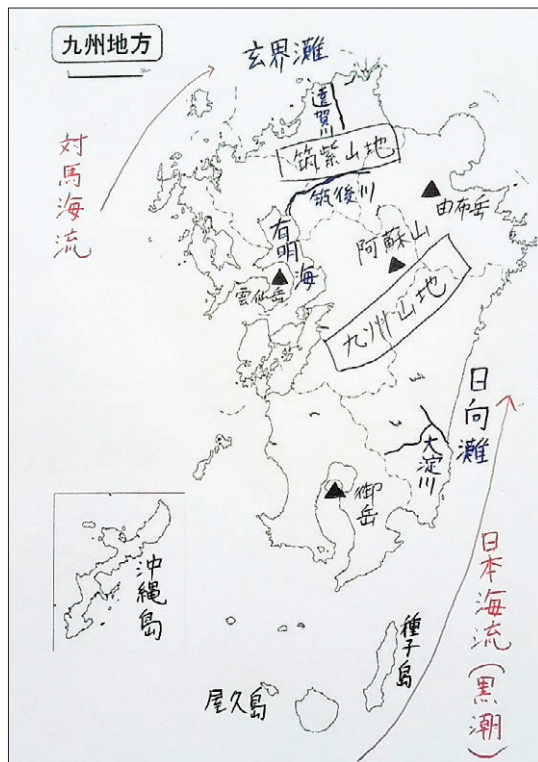 九州地方
玄界灘
対馬海流
遠賀川
筑紫山地
筑後川
由布岳
有明海
阿蘇山
雲仙岳
九州山地
日向灘
大淀川
御岳
沖縄島
種子島
屋久島
日本海流(黒潮)